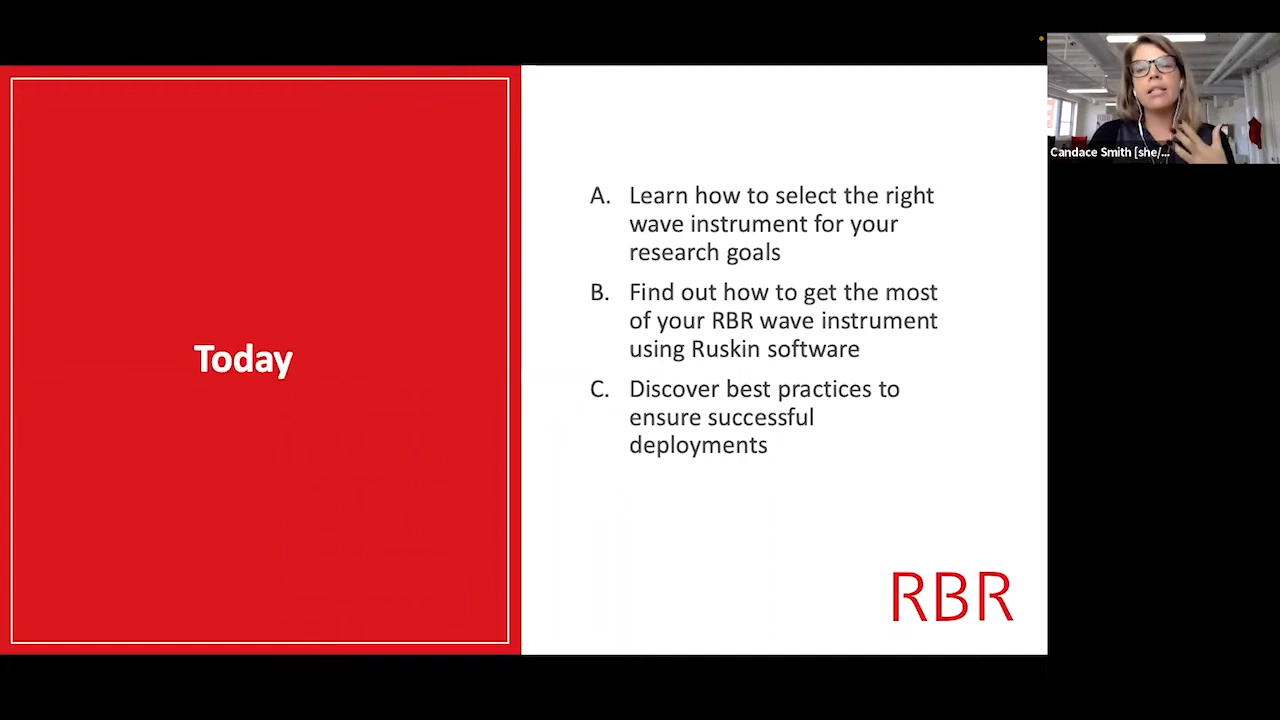 Today
A. Learn how to select the right
wave instrument for your
research goals
B. Find out how to get the most
of your RBR wave instrument
using Ruskin software
C. Discover best practices to
ensure successful
deployments
RBR
Candace Smith [she/...